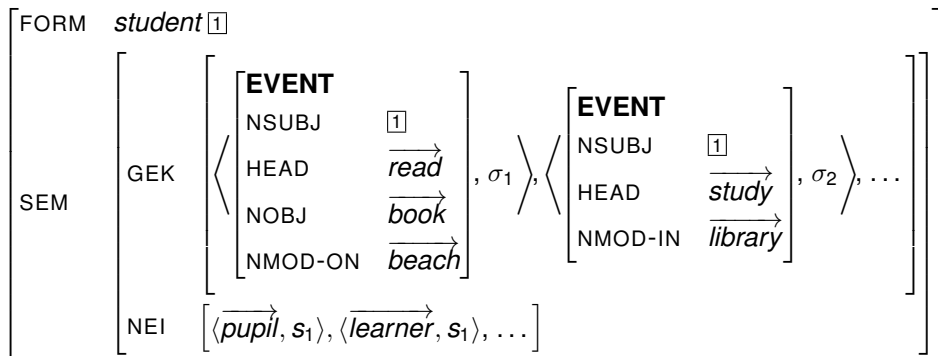 FORM student 1
EVENT EVENT
NSUBJ 1 NSUBJ 1
HEAD read HEAD study
NOBJ book NMOD-IN library
NMOD-ON beach
SEM GEK ⟨ , σ1 ⟩, ⟨ , σ2 ⟩, ...
NEI [⟨pupil, s1⟩, ⟨learner, s1⟩, ...]